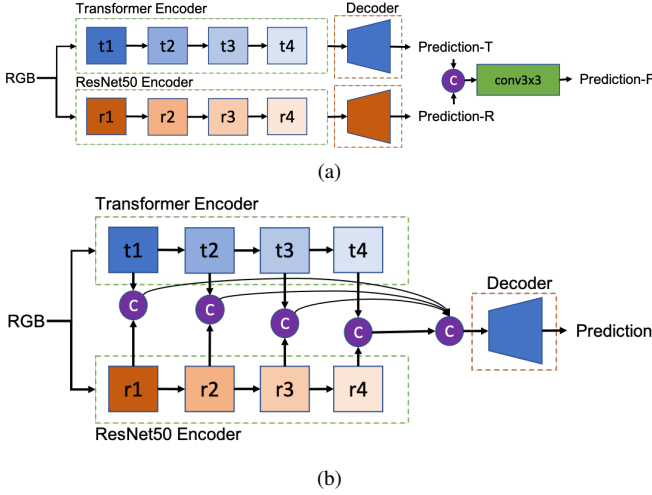 Transformer Encoder
Decoder
t1 t2 t3 t4
Prediction-T
RGB
C
conv3x3
Prediction-F
ResNet50 Encoder
r1 r2 r3 r4
Prediction-R
(a)
Transformer Encoder
t1 t2 t3 t4
Decoder
C C C C C
RGB
Prediction
r1 r2 r3 r4
ResNet50 Encoder
(b)